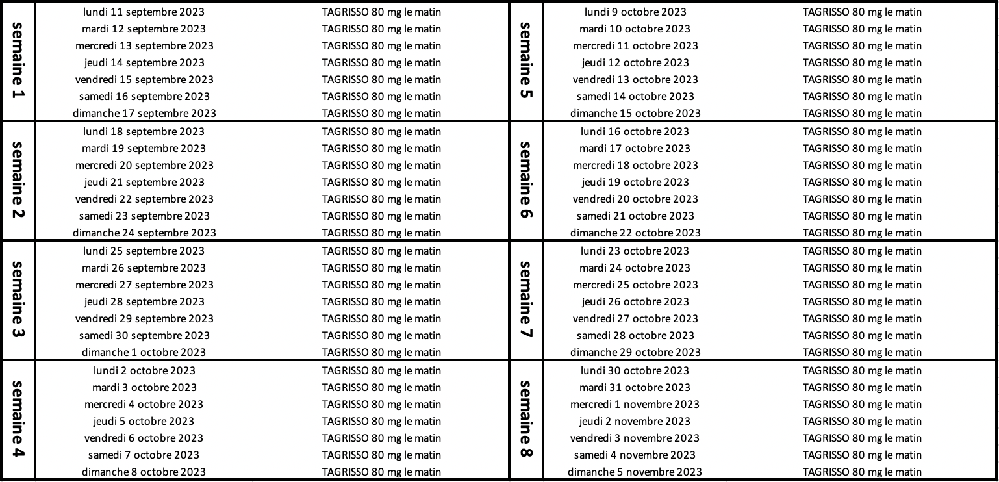 semaine 1
lundi 11 septembre 2023 TAGRISSO 80 mg le matin
mardi 12 septembre 2023 TAGRISSO 80 mg le matin
mercredi 13 septembre 2023 TAGRISSO 80 mg le matin
jeudi 14 septembre 2023 TAGRISSO 80 mg le matin
vendredi 15 septembre 2023 TAGRISSO 80 mg le matin
samedi 16 septembre 2023 TAGRISSO 80 mg le matin
dimanche 17 septembre 2023 TAGRISSO 80 mg le matin
semaine 2
lundi 18 septembre 2023 TAGRISSO 80 mg le matin
mardi 19 septembre 2023 TAGRISSO 80 mg le matin
mercredi 20 septembre 2023 TAGRISSO 80 mg le matin
jeudi 21 septembre 2023 TAGRISSO 80 mg le matin
vendredi 22 septembre 2023 TAGRISSO 80 mg le matin
samedi 23 septembre 2023 TAGRISSO 80 mg le matin
dimanche 24 septembre 2023 TAGRISSO 80 mg le matin
semaine 3
lundi 25 septembre 2023 TAGRISSO 80 mg le matin
mardi 26 septembre 2023 TAGRISSO 80 mg le matin
mercredi 27 septembre 2023 TAGRISSO 80 mg le matin
jeudi 28 septembre 2023 TAGRISSO 80 mg le matin
vendredi 29 septembre 2023 TAGRISSO 80 mg le matin
samedi 30 septembre 2023 TAGRISSO 80 mg le matin
dimanche 1 octobre 2023 TAGRISSO 80 mg le matin
semaine 4
lundi 2 octobre 2023 TAGRISSO 80 mg le matin
mardi 3 octobre 2023 TAGRISSO 80 mg le matin
mercredi 4 octobre 2023 TAGRISSO 80 mg le matin
jeudi 5 octobre 2023 TAGRISSO 80 mg le matin
vendredi 6 octobre 2023 TAGRISSO 80 mg le matin
samedi 7 octobre 2023 TAGRISSO 80 mg le matin
dimanche 8 octobre 2023 TAGRISSO 80 mg le matin
semaine 5
lundi 9 octobre 2023 TAGRISSO 80 mg le matin
mardi 10 octobre 2023 TAGRISSO 80 mg le matin
mercredi 11 octobre 2023 TAGRISSO 80 mg le matin
jeudi 12 octobre 2023 TAGRISSO 80 mg le matin
vendredi 13 octobre 2023 TAGRISSO 80 mg le matin
samedi 14 octobre 2023 TAGRISSO 80 mg le matin
dimanche 15 octobre 2023 TAGRISSO 80 mg le matin
semaine 6
lundi 16 octobre 2023 TAGRISSO 80 mg le matin
mardi 17 octobre 2023 TAGRISSO 80 mg le matin
mercredi 18 octobre 2023 TAGRISSO 80 mg le matin
jeudi 19 octobre 2023 TAGRISSO 80 mg le matin
vendredi 20 octobre 2023 TAGRISSO 80 mg le matin
samedi 21 octobre 2023 TAGRISSO 80 mg le matin
dimanche 22 octobre 2023 TAGRISSO 80 mg le matin
semaine 7
lundi 23 octobre 2023 TAGRISSO 80 mg le matin
mardi 24 octobre 2023 TAGRISSO 80 mg le matin
mercredi 25 octobre 2023 TAGRISSO 80 mg le matin
jeudi 26 octobre 2023 TAGRISSO 80 mg le matin
vendredi 27 octobre 2023 TAGRISSO 80 mg le matin
samedi 28 octobre 2023 TAGRISSO 80 mg le matin
dimanche 29 octobre 2023 TAGRISSO 80 mg le matin
semaine 8
lundi 30 octobre 2023 TAGRISSO 80 mg le matin
mardi 31 octobre 2023 TAGRISSO 80 mg le matin
mercredi 1 novembre 2023 TAGRISSO 80 mg le matin
jeudi 2 novembre 2023 TAGRISSO 80 mg le matin
vendredi 3 novembre 2023 TAGRISSO 80 mg le matin
samedi 4 novembre 2023 TAGRISSO 80 mg le matin
dimanche 5 novembre 2023 TAGRISSO 80 mg le matin